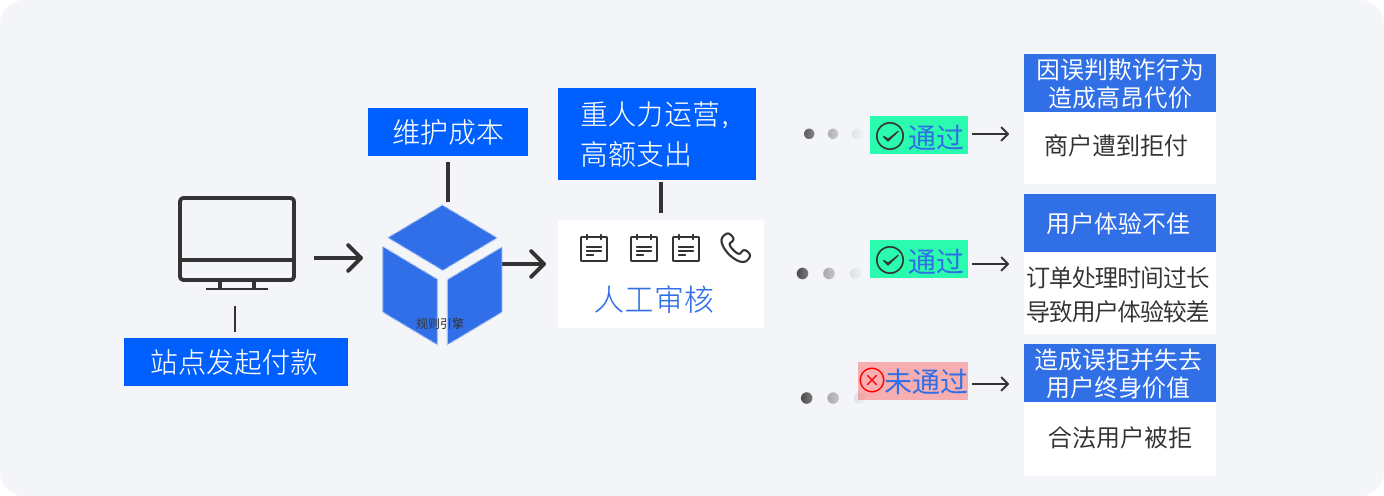 站点发起付款
维护成本
规则引擎
重人力运营,
高额支出
人工审核
通过
因误判欺诈行为
造成高昂代价
商户遭到拒付
通过
用户体验不佳
订单处理时间过长
导致用户体验较差
未通过
造成误拒并失去
用户终身价值
合法用户被拒